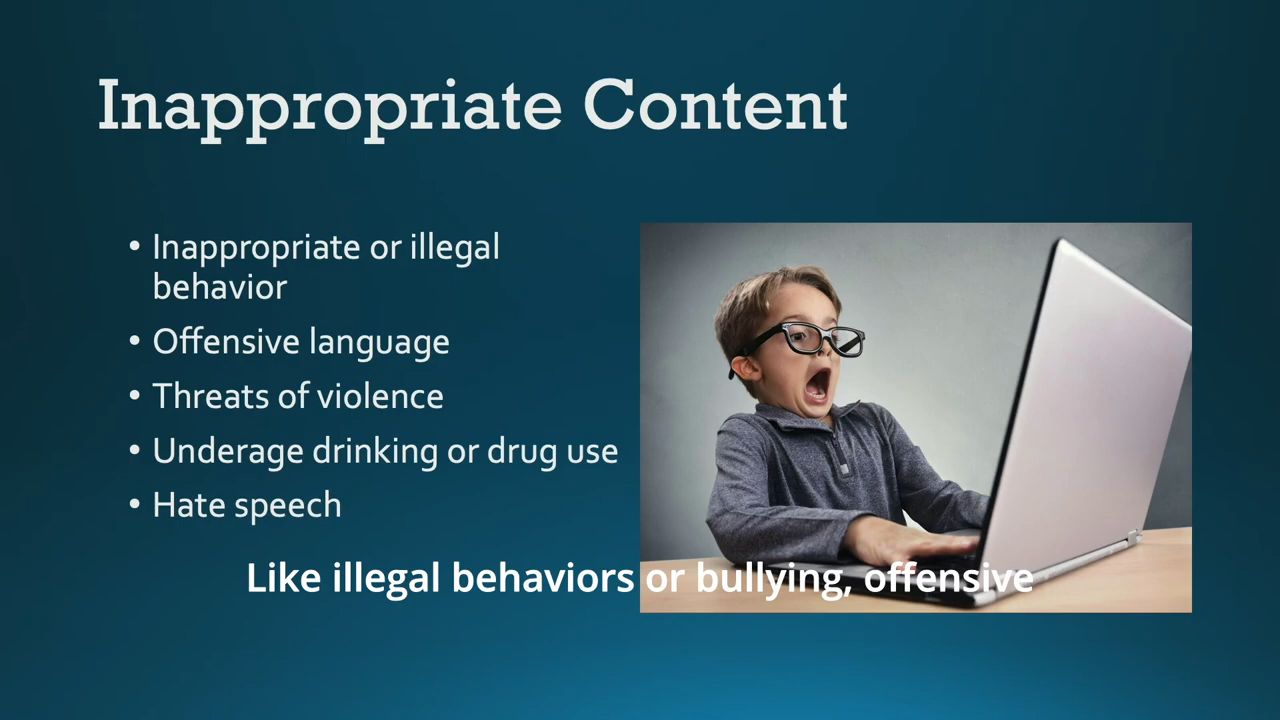 Inappropriate Content
• Inappropriate or illegal
behavior
• Offensive language
• Threats of violence
• Underage drinking or drug use
• Hate speech
Like illegal behaviors or bullying, offensive